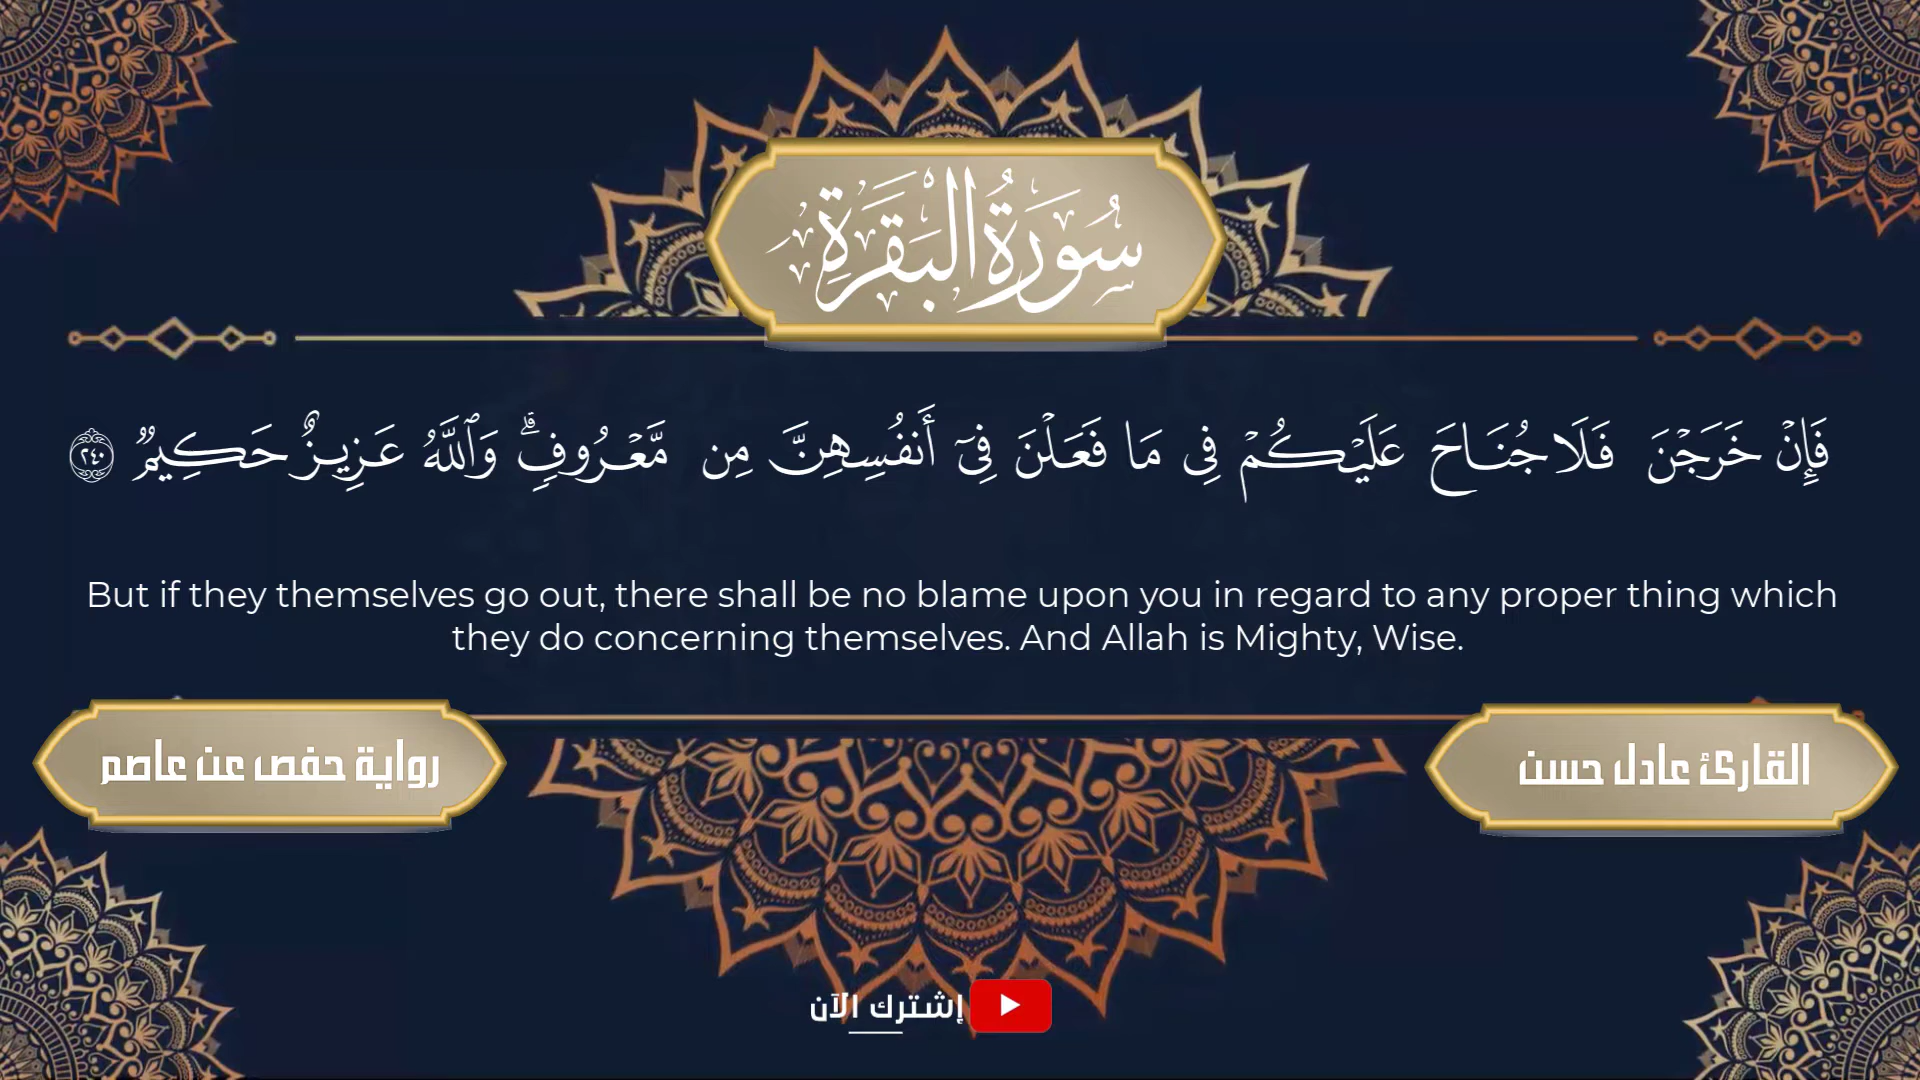 سُورَةُ الْبَقَرَةِ
فَإِنْ خَرَجْنَ فَلَا جُنَاحَ عَلَيْكُمْ فِى مَا فَعَلْنَ فِىٓ أَنفُسِهِنَّ مِن مَّعْرُوفٍ ۗ وَٱللَّهُ عَزِيزٌ حَكِيمٌ ٢٤٠
But if they themselves go out, there shall be no blame upon you in regard to any proper thing which
they do concerning themselves. And Allah is Mighty, Wise.
القارئ عادل حسن
رواية حفص عن عاصم
إشترك الآن